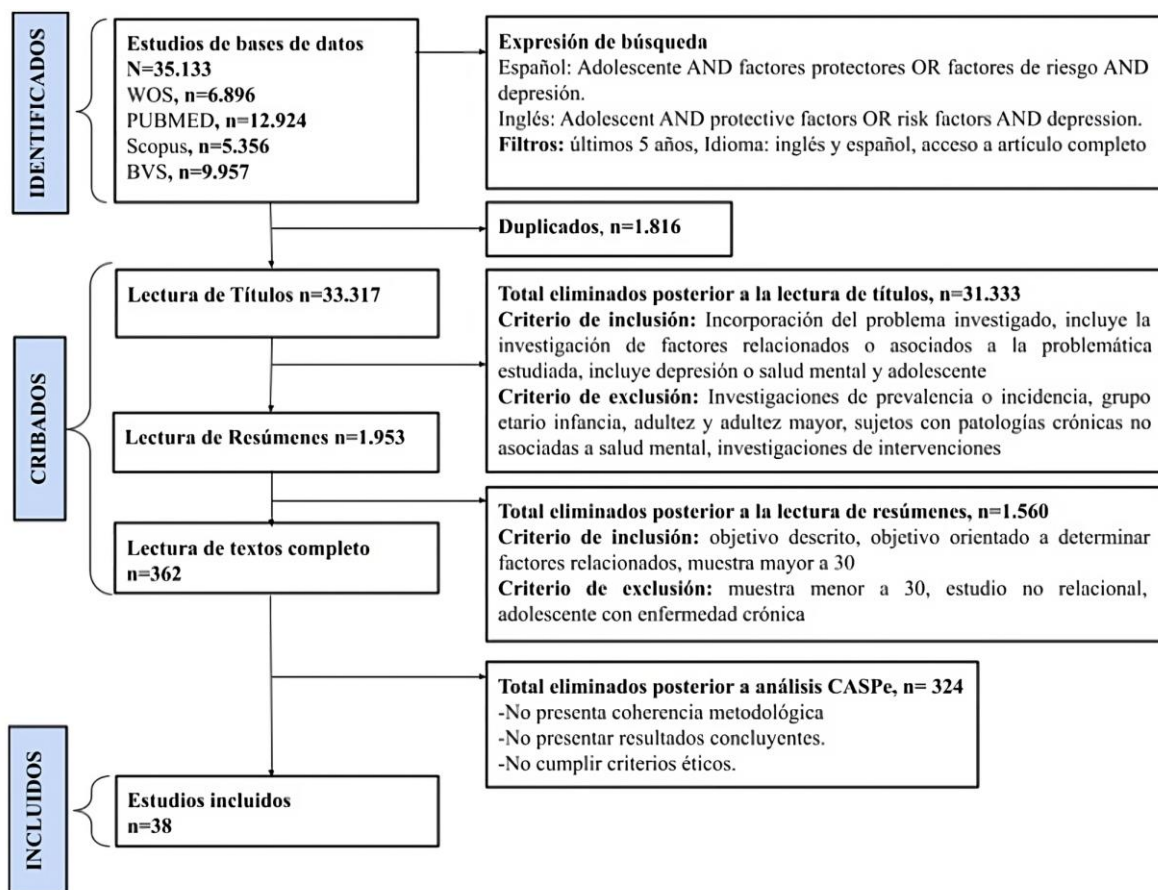 IDENTIFICADOS
Estudios de bases de datos
N=35.133
WOS, n=6.896
PUBMED, n=12.924
Scopus, n=5.356
BVS, n=9.957
Expresión de búsqueda
Español: Adolescente AND factores protectores OR factores de riesgo AND
depresión.
Inglés: Adolescent AND protective factors OR risk factors AND depression.
Filtros: últimos 5 años, Idioma: inglés y español, acceso a artículo completo
Duplicados, n=1.816
CRIBADOS
Lectura de Títulos n=33.317
Total eliminados posterior a la lectura de títulos, n=31.333
Criterio de inclusión: Incorporación del problema investigado, incluye la
investigación de factores relacionados o asociados a la problemática
estudiada, incluye depresión o salud mental y adolescente
Criterio de exclusión: Investigaciones de prevalencia o incidencia, grupo
etario infancia, adultez y adultez mayor, sujetos con patologías crónicas no
asociadas a salud mental, investigaciones de intervenciones
Lectura de Resúmenes n=1.953
Total eliminados posterior a la lectura de resúmenes, n=1.560
Criterio de inclusión: objetivo descrito, objetivo orientado a determinar
factores relacionados, muestra mayor a 30
Criterio de exclusión: muestra menor a 30, estudio no relacional,
adolescente con enfermedad crónica
Lectura de textos completo
n=362
Total eliminados posterior a análisis CASPe, n= 324
-No presenta coherencia metodológica
-No presentar resultados concluyentes.
-No cumplir criterios éticos.
INCLUIDOS
Estudios incluidos
n=38